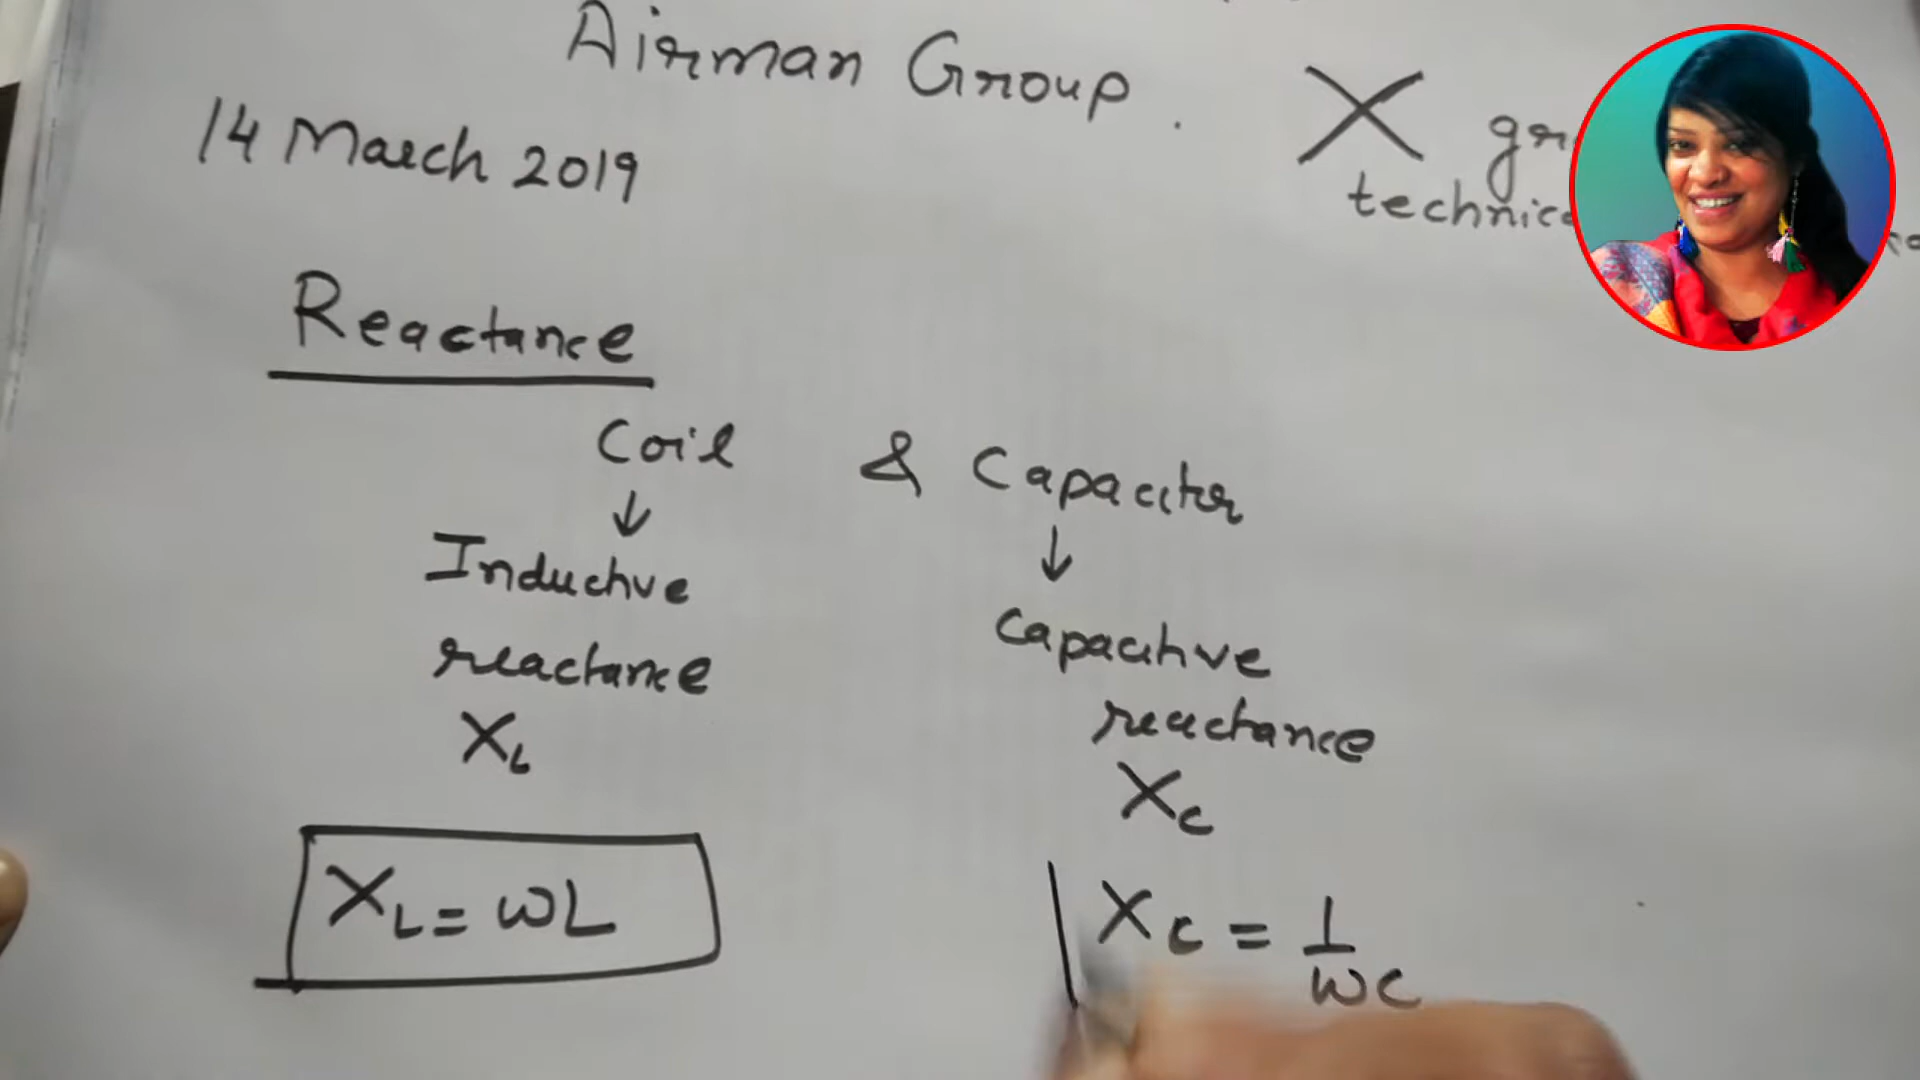 Airman Group.
X
14 March 2019
Reactance
Coil & Capacitor
↓ ↓
Inductive
reactance
Capacitive
reactance
XL
XC
XL = ωL
XC = 1/ωC